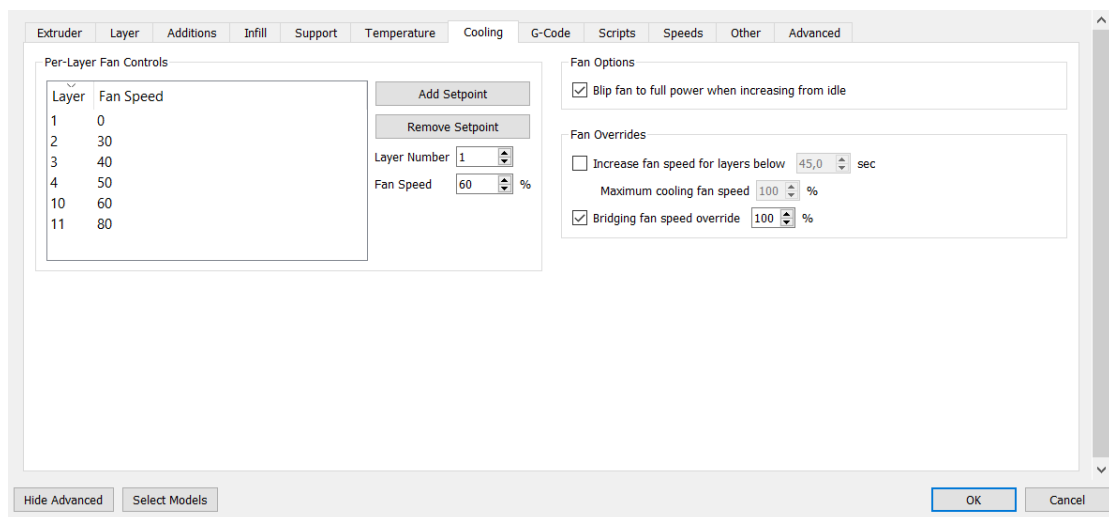 Extruder Layer Additions Infill Support Temperature Cooling G-Code Scripts Speeds Other Advanced
Per-Layer Fan Controls
Layer Fan Speed
1 0
2 30
3 40
4 50
10 60
11 80
Add Setpoint
Remove Setpoint
Layer Number 1
Fan Speed 60 %
Fan Options
Blip fan to full power when increasing from idle
Fan Overrides
Increase fan speed for layers below 45,0 sec
Maximum cooling fan speed 100 %
Bridging fan speed override 100 %
Hide Advanced Select Models OK Cancel